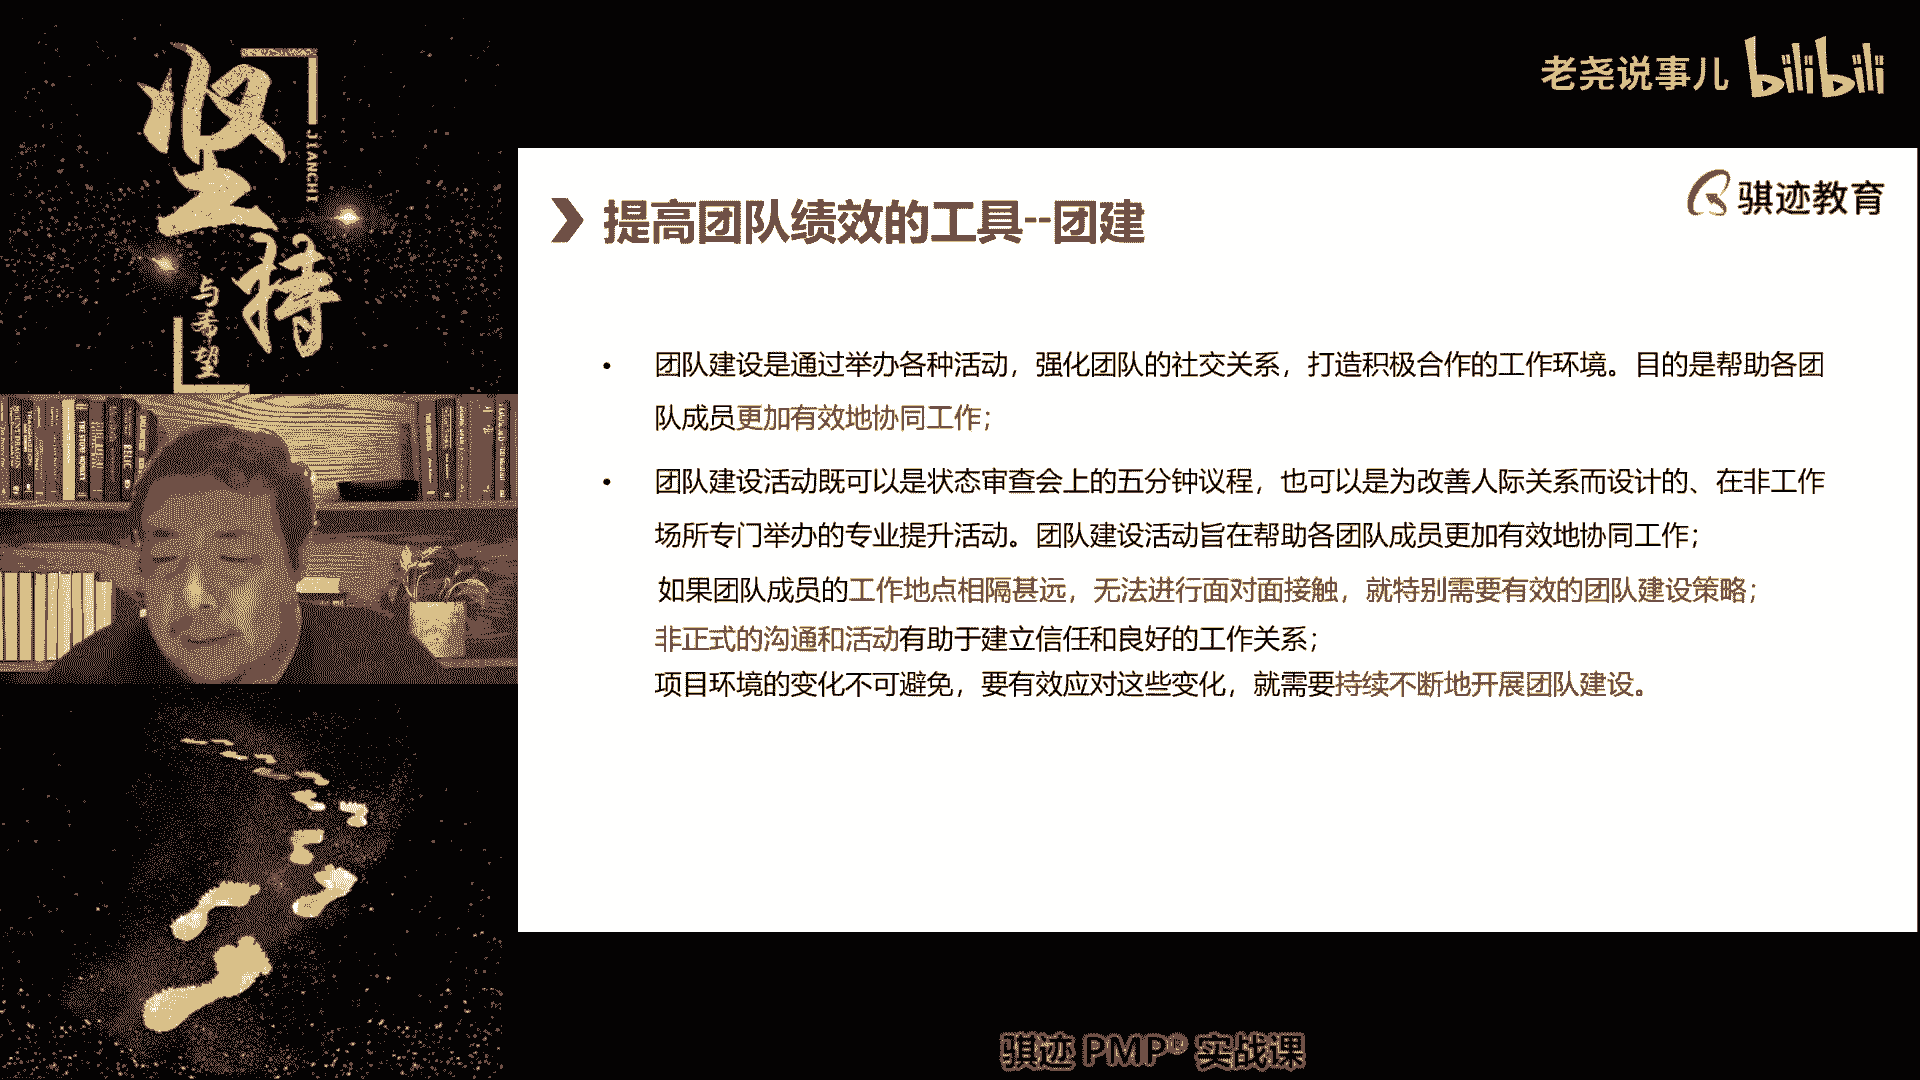 坚持
JIANCHI
与希望
老尧说事儿 bilibili
骐迹教育
提高团队绩效的工具--团建
• 团队建设是通过举办各种活动，强化团队的社交关系，打造积极合作的工作环境。目的是帮助各团
队成员更加有效地协同工作；
• 团队建设活动既可以是状态审查会上的五分钟议程，也可以是为改善人际关系而设计的、在非工作
场所专门举办的专业提升活动。团队建设活动旨在帮助各团队成员更加有效地协同工作；
如果团队成员的工作地点相隔甚远，无法进行面对面接触，就特别需要有效的团队建设策略；
非正式的沟通和活动有助于建立信任和良好的工作关系；
项目环境的变化不可避免，要有效应对这些变化，就需要持续不断地开展团队建设。
骐迹 PMP® 实战课